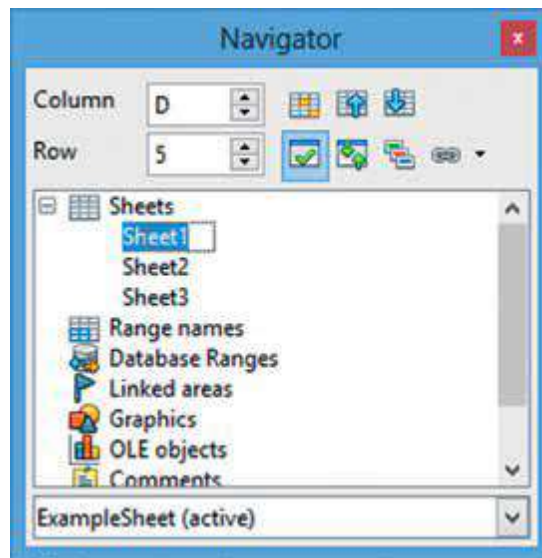 Navigator
Column D
Row 5
Sheets
Sheet1
Sheet2
Sheet3
Range names
Database Ranges
Linked areas
Graphics
OLE objects
Comments
ExampleSheet (active)